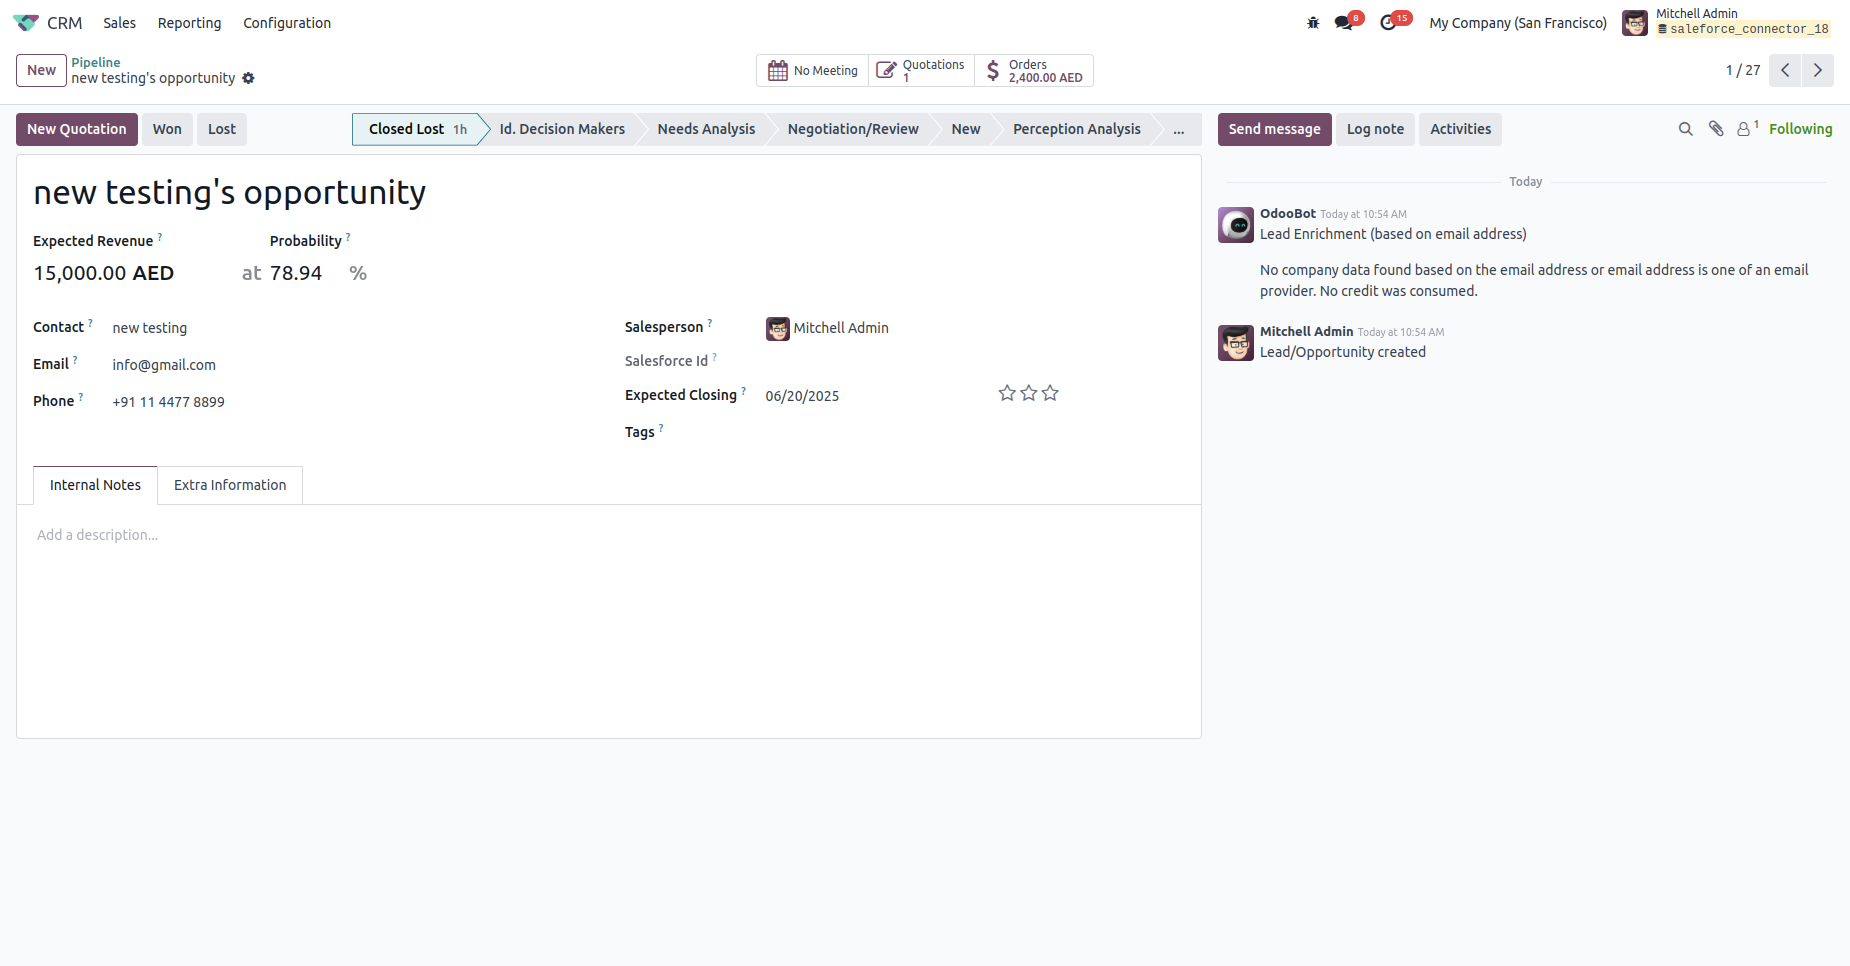 CRM Sales Reporting Configuration
8 15 My Company (San Francisco) Mitchell Admin
saleforce_connector_18
New Pipeline
new testing's opportunity
No Meeting Quotations 1 Orders 2,400.00 AED
1 / 27
New Quotation Won Lost
Closed Lost 1h Id. Decision Makers Needs Analysis Negotiation/Review New Perception Analysis ...
Send message Log note Activities 1 Following
new testing's opportunity
Expected Revenue ? Probability ?
15,000.00 AED at 78.94 %
Contact ? new testing
Email ? info@gmail.com
Phone ? +91 11 4477 8899
Salesperson ? Mitchell Admin
Salesforce Id ?
Expected Closing ? 06/20/2025
Tags ?
Internal Notes Extra Information
Add a description...
Today
OdooBot Today at 10:54 AM
Lead Enrichment (based on email address)
No company data found based on the email address or email address is one of an email
provider. No credit was consumed.
Mitchell Admin Today at 10:54 AM
Lead/Opportunity created